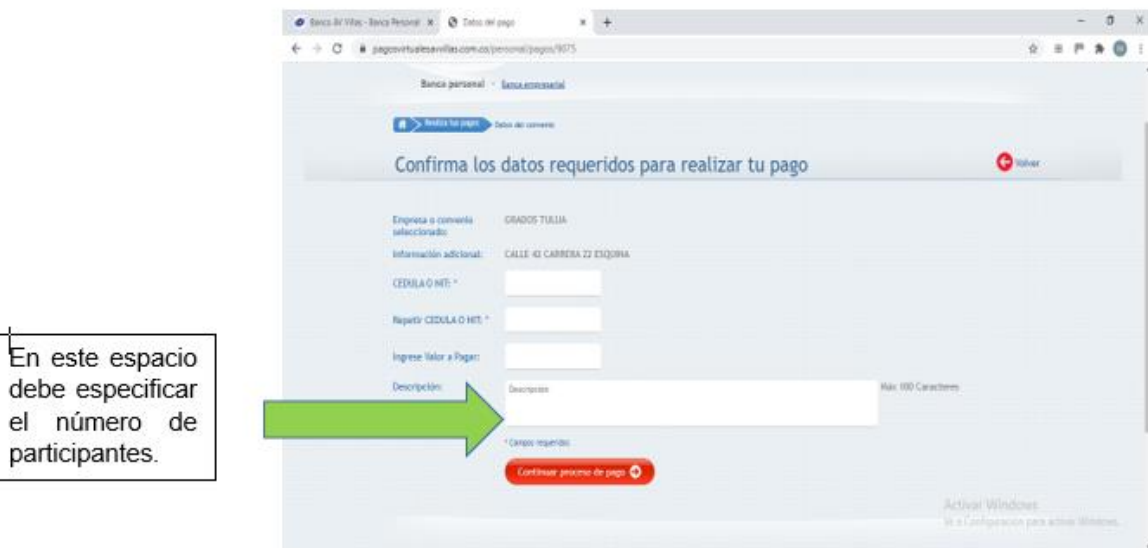 Banca AV Villas - Banca Personal
Datos del pago
pagosvirtualesavillas.com.co/personal/pagos/9075
Banca personal - Banca empresarial
Realiza tus pagos
Datos del convenio
Confirma los datos requeridos para realizar tu pago
Volver
Empresa o convenio seleccionado:
GRADOS TULUA
Información adicional:
CALLE 42 CARRERA 22 ESQUINA
CEDULA O NIT: *
Repetir CEDULA O NIT: *
Ingrese Valor a Pagar:
Descripción:
Descripcion
Caracteres
* Campos requeridos
Continuar proceso de pago
En este espacio
debe especificar
el número de
participantes.
Activar Windows
Ve a Configuración para activar Windows.